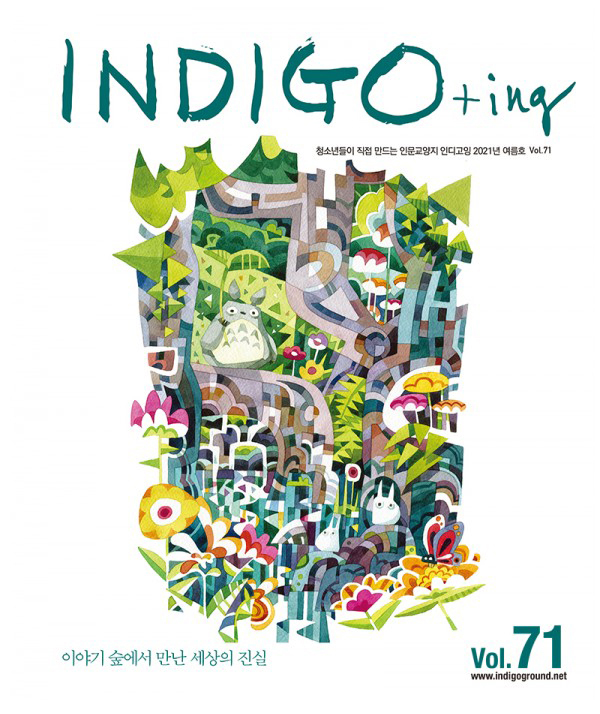 INDIGO+ing
청소년들이 직접 만드는 인문교양지 인디고잉 2021년 여름호 Vol.71
이야기 숲에서 만난 세상의 진실
Vol.71
www.indigoground.net